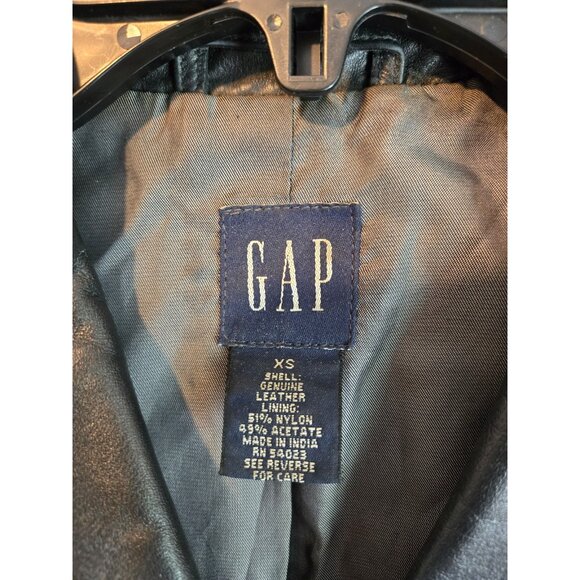 GAP
XS
SHELL:
GENUINE
LEATHER
LINING:
51% NYLON
49% ACETATE
MADE IN INDIA
RN 54023
SEE REVERSE
FOR CARE